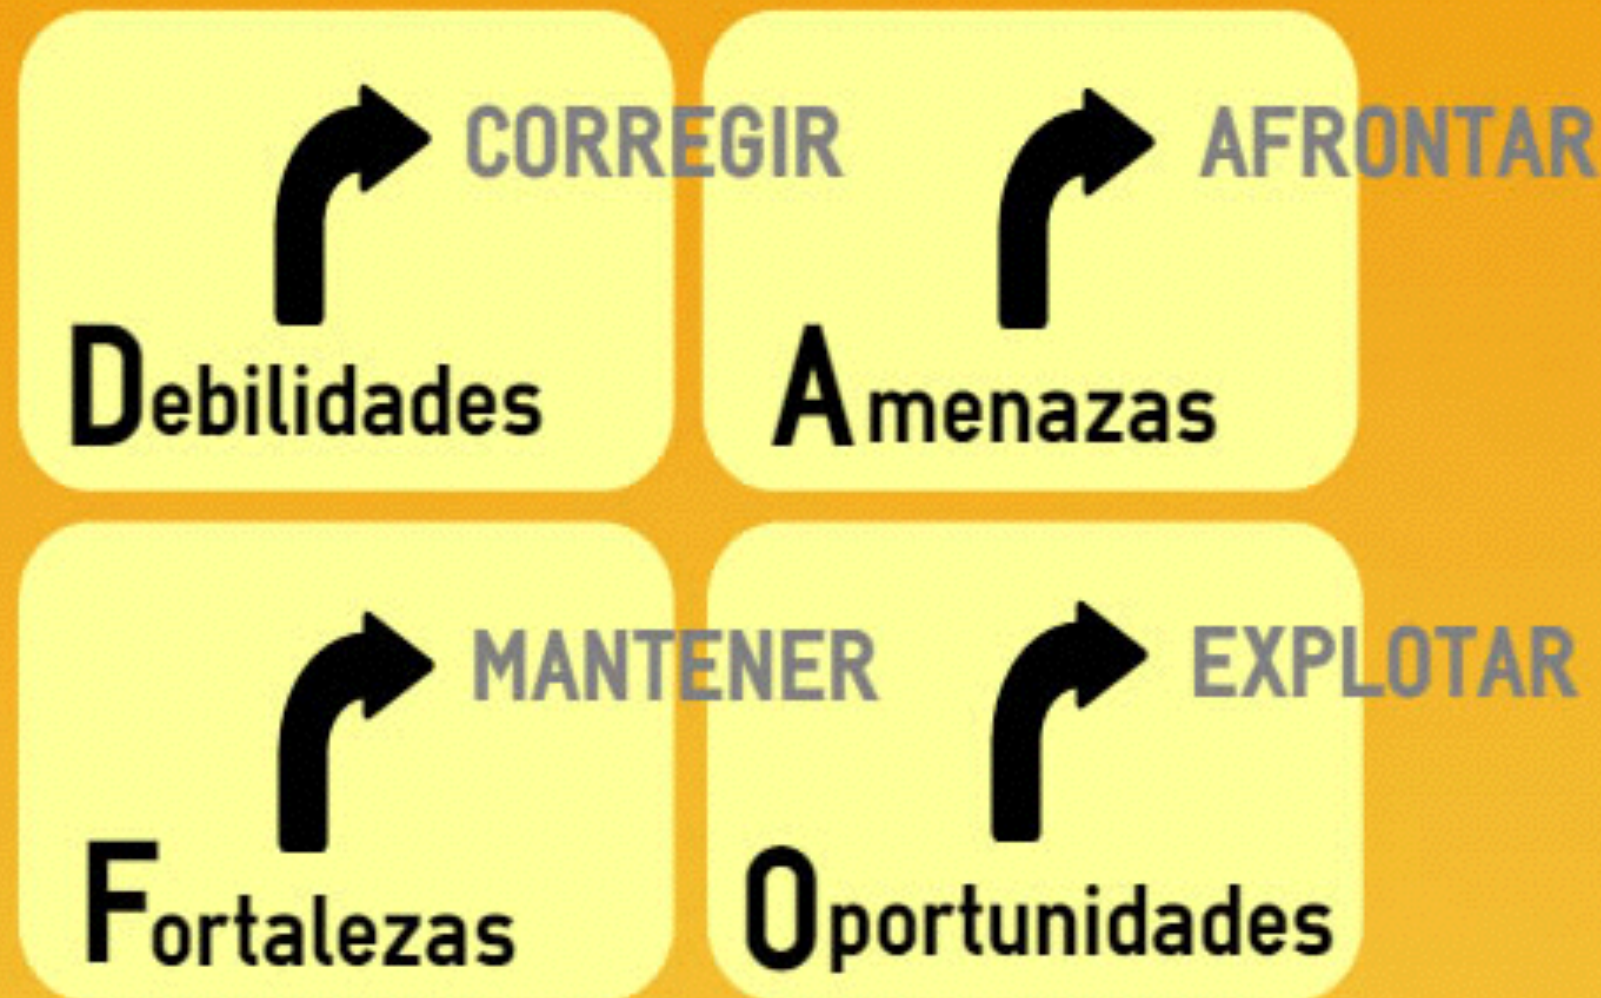 CORREGIR
Debilidades
AFRONTAR
Amenazas
MANTENER
Fortalezas
EXPLOTAR
Oportunidades